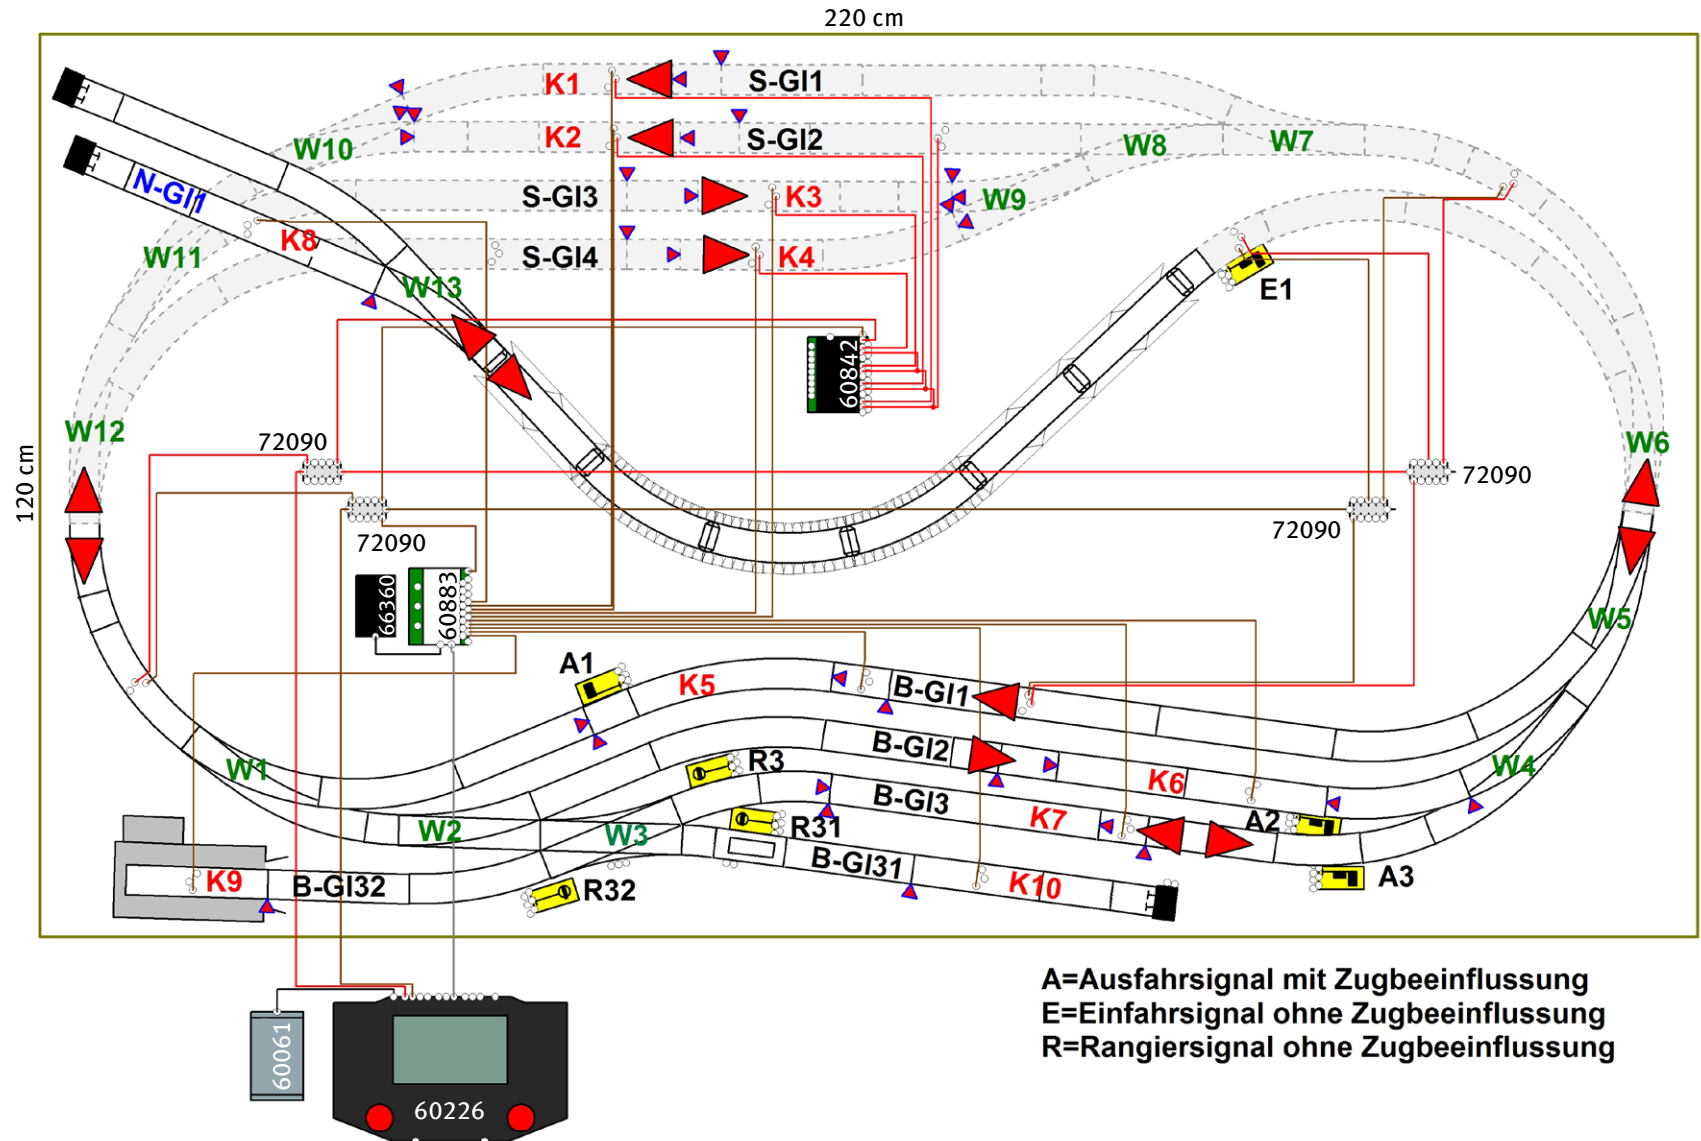 220 cm
K1
S-Gl1
K2
S-Gl2
W10
W8
W7
N-Gl1
S-Gl3
K3
W9
K8
S-Gl4
K4
W11
W13
E1
60842
W12
72090
W6
72090
120 cm
72090
72090
66360
60883
W5
A1
K5
B-Gl1
B-Gl2
R3
K6
W4
W1
B-Gl3
K7
A2
W2
W3
R31
B-Gl31
K10
A3
K9
B-Gl32
R32
A=Ausfahrsignal mit Zugbeeinflussung
E=Einfahrsignal ohne Zugbeeinflussung
R=Rangiersignal ohne Zugbeeinflussung
60061
60226